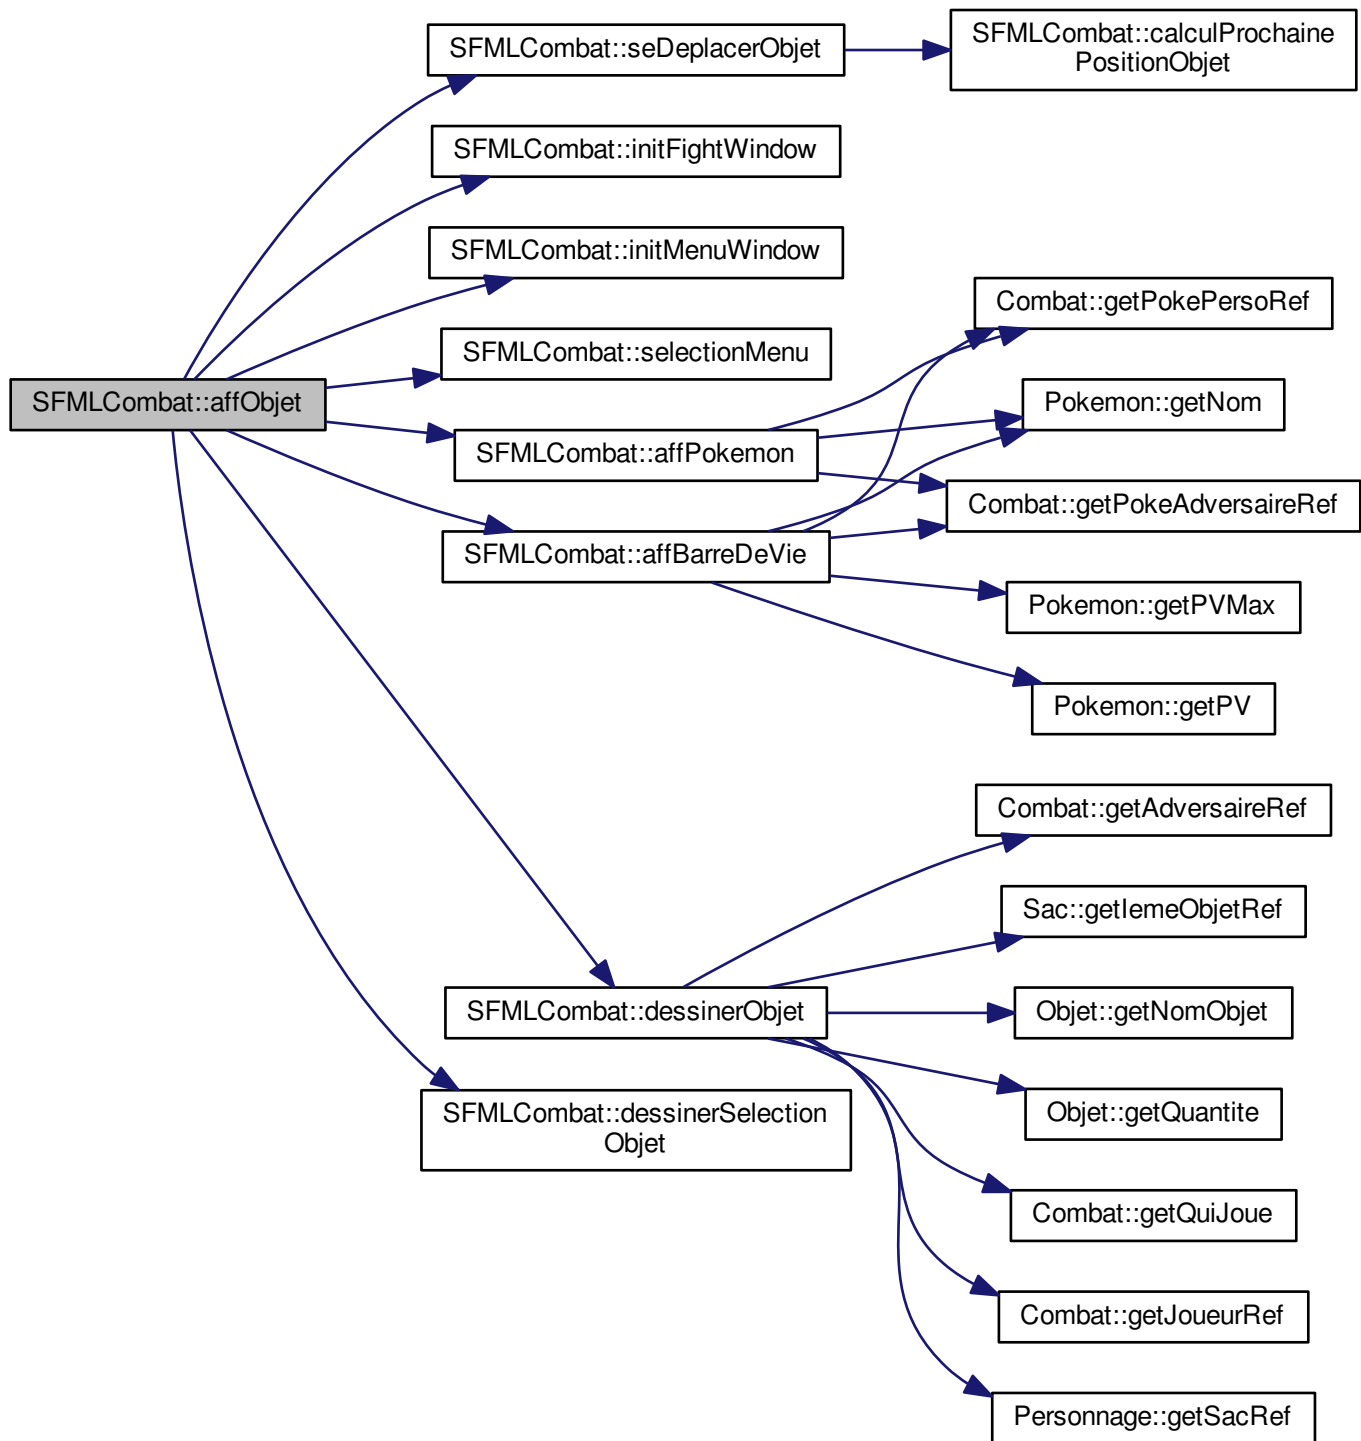 SFMLCombat::affObjet
SFMLCombat::seDeplacerObjet
SFMLCombat::initFightWindow
SFMLCombat::initMenuWindow
SFMLCombat::selectionMenu
SFMLCombat::affPokemon
SFMLCombat::affBarreDeVie
SFMLCombat::dessinerObjet
SFMLCombat::dessinerSelection
Objet
SFMLCombat::calculProchaine
PositionObjet
Combat::getPokePersoRef
Pokemon::getNom
Combat::getPokeAdversaireRef
Pokemon::getPVMax
Pokemon::getPV
Combat::getAdversaireRef
Sac::getIemeObjetRef
Objet::getNomObjet
Objet::getQuantite
Combat::getQuiJoue
Combat::getJoueurRef
Personnage::getSacRef